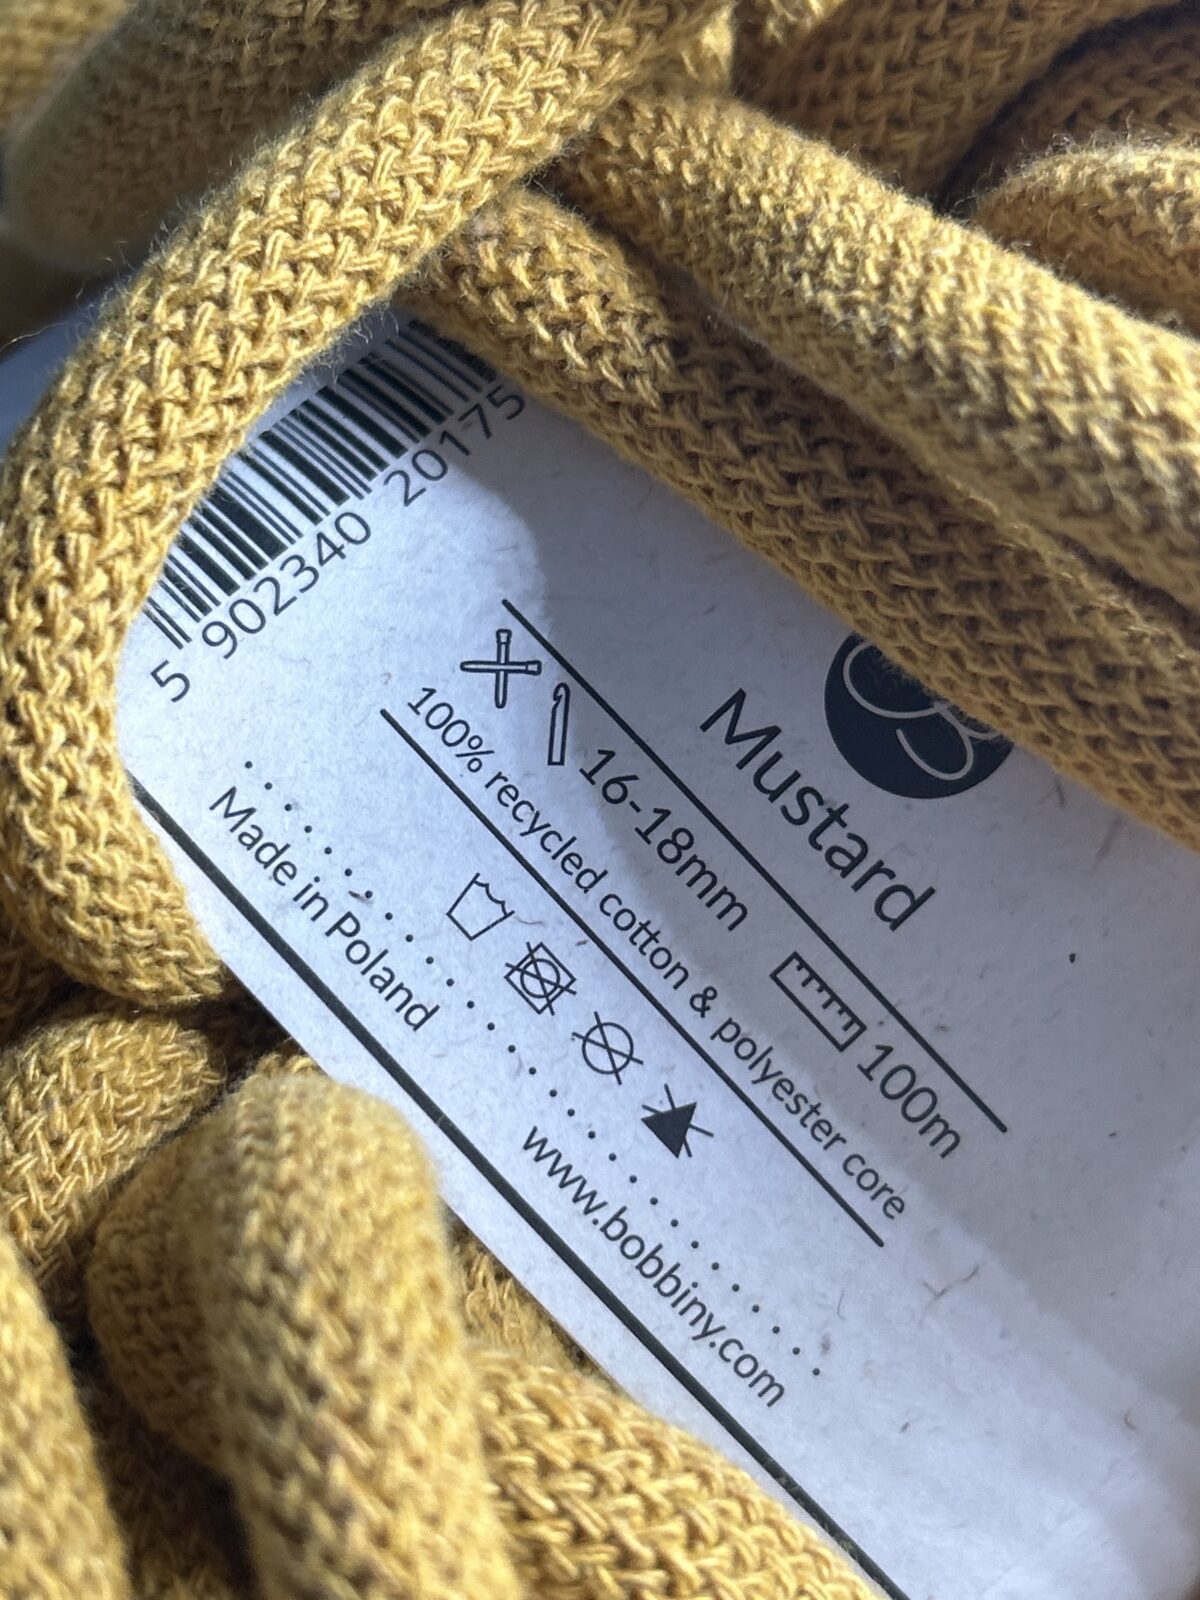 Mustard
16-18mm 100m
100% recycled cotton & polyester core
Made in Poland
www.bobbiny.com
5 902340 20175